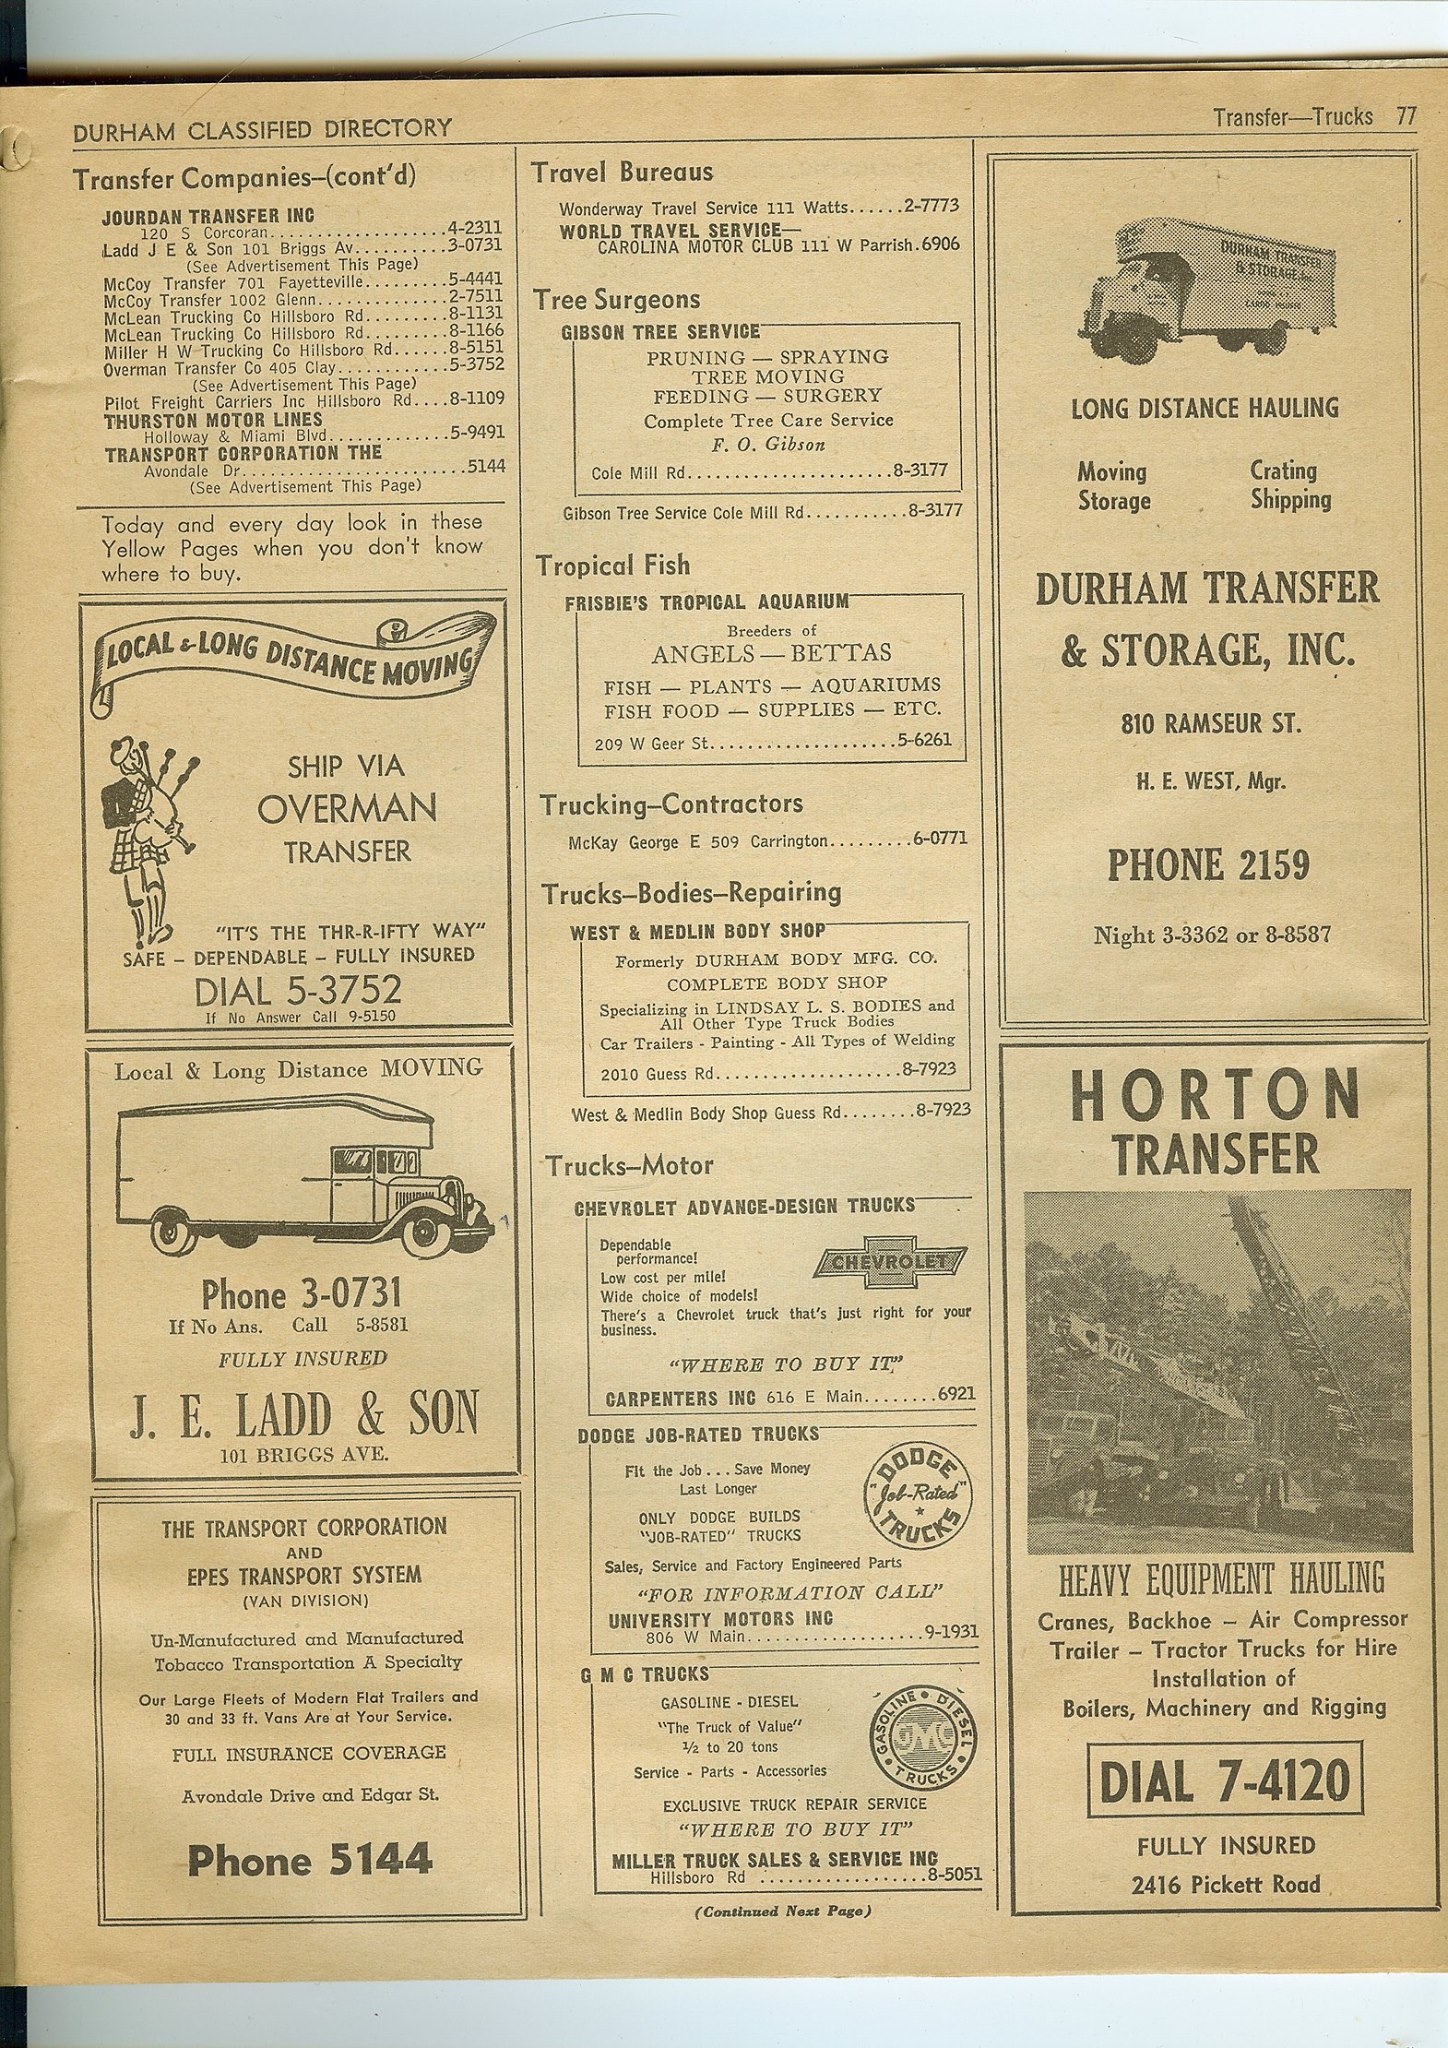 DURHAM CLASSIFIED DIRECTORY
Transfer—Trucks 77
Transfer Companies—(cont'd)
JOURDAN TRANSFER INC
120 S Corcoran....................4-2311
Ladd J E & Son 101 Briggs Av..........3-0731
(See Advertisement This Page)
McCoy Transfer 701 Fayetteville.........5-4441
McCoy Transfer 1002 Glenn..............2-7511
McLean Trucking Co Hillsboro Rd.........8-1131
McLean Trucking Co Hillsboro Rd.........8-1166
Miller H W Trucking Co Hillsboro Rd......8-5151
Overman Transfer Co 405 Clay............5-3752
(See Advertisement This Page)
Pilot Freight Carriers Inc Hillsboro Rd....8-1109
THURSTON MOTOR LINES
Holloway & Miami Blvd.............5-9491
TRANSPORT CORPORATION THE
Avondale Dr.........................5144
(See Advertisement This Page)
Today and every day look in these
Yellow Pages when you don't know
where to buy.
LOCAL & LONG DISTANCE MOVING
SHIP VIA
OVERMAN
TRANSFER
"IT'S THE THR-R-IFTY WAY"
SAFE – DEPENDABLE – FULLY INSURED
DIAL 5-3752
If No Answer Call 9-5150
Local & Long Distance MOVING
Phone 3-0731
If No Ans. Call 5-8581
FULLY INSURED
J. E. LADD & SON
101 BRIGGS AVE.
THE TRANSPORT CORPORATION
AND
EPES TRANSPORT SYSTEM
(VAN DIVISION)
Un-Manufactured and Manufactured
Tobacco Transportation A Specialty
Our Large Fleets of Modern Flat Trailers and
30 and 33 ft. Vans Are at Your Service.
FULL INSURANCE COVERAGE
Avondale Drive and Edgar St.
Phone 5144
Travel Bureaus
Wonderway Travel Service 111 Watts......2-7773
WORLD TRAVEL SERVICE—
CAROLINA MOTOR CLUB 111 W Parrish.6906
Tree Surgeons
GIBSON TREE SERVICE
PRUNING — SPRAYING
TREE MOVING
FEEDING — SURGERY
Complete Tree Care Service
F. O. Gibson
Cole Mill Rd.....................8-3177
Gibson Tree Service Cole Mill Rd..........8-3177
Tropical Fish
FRISBIE'S TROPICAL AQUARIUM
Breeders of
ANGELS — BETTAS
FISH — PLANTS — AQUARIUMS
FISH FOOD — SUPPLIES — ETC.
209 W Geer St...................5-6261
Trucking—Contractors
McKay George E 509 Carrington.........6-0771
Trucks—Bodies—Repairing
WEST & MEDLIN BODY SHOP
Formerly DURHAM BODY MFG. CO.
COMPLETE BODY SHOP
Specializing in LINDSAY L. S. BODIES and
All Other Type Truck Bodies
Car Trailers - Painting - All Types of Welding
2010 Guess Rd...................8-7923
West & Medlin Body Shop Guess Rd........8-7923
Trucks—Motor
CHEVROLET ADVANCE-DESIGN TRUCKS
Dependable
performance!
Low cost per mile!
Wide choice of models!
There's a Chevrolet truck that's just right for your
business.
CHEVROLET
"WHERE TO BUY IT"
CARPENTERS INC 616 E Main........6921
DODGE JOB-RATED TRUCKS
Fit the Job...Save Money
Last Longer
ONLY DODGE BUILDS
"JOB-RATED" TRUCKS
DODGE
"Job-Rated"
TRUCKS
Sales, Service and Factory Engineered Parts
"FOR INFORMATION CALL"
UNIVERSITY MOTORS INC
806 W Main..................9-1931
G M C TRUCKS
GASOLINE - DIESEL
"The Truck of Value"
½ to 20 tons
Service - Parts - Accessories
GASOLINE • DIESEL
GMC
• TRUCKS •
EXCLUSIVE TRUCK REPAIR SERVICE
"WHERE TO BUY IT"
MILLER TRUCK SALES & SERVICE INC
Hillsboro Rd ..................8-5051
(Continued Next Page)
DURHAM TRANSFER
& STORAGE, Inc.
LONG DISTANCE HAULING
Moving Crating
Storage Shipping
DURHAM TRANSFER
& STORAGE, INC.
810 RAMSEUR ST.
H. E. WEST, Mgr.
PHONE 2159
Night 3-3362 or 8-8587
HORTON
TRANSFER
HEAVY EQUIPMENT HAULING
Cranes, Backhoe – Air Compressor
Trailer – Tractor Trucks for Hire
Installation of
Boilers, Machinery and Rigging
DIAL 7-4120
FULLY INSURED
2416 Pickett Road